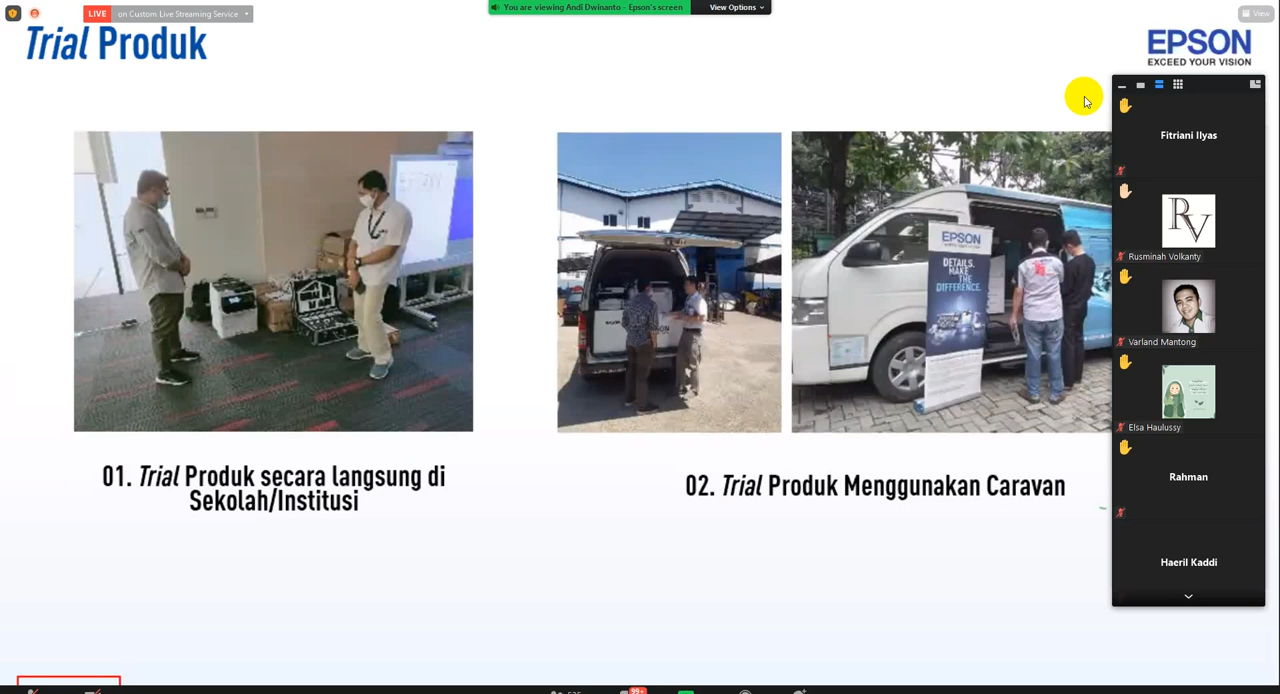 LIVE on Custom Live Streaming Service
You are viewing Andi Dwinanto - Epson's screen
View Options
View
Trial Produk
EPSON
EXCEED YOUR VISION
Fitriani Ilyas
RV
Rusminah Volkanty
Varland Mantong
Elsa Haulussy
Rahman
Haeril Kaddi
EPSON
DETAILS.
MAKE
THE
DIFFERENCE.
01. Trial Produk secara langsung di
Sekolah/Institusi
02. Trial Produk Menggunakan Caravan
99+